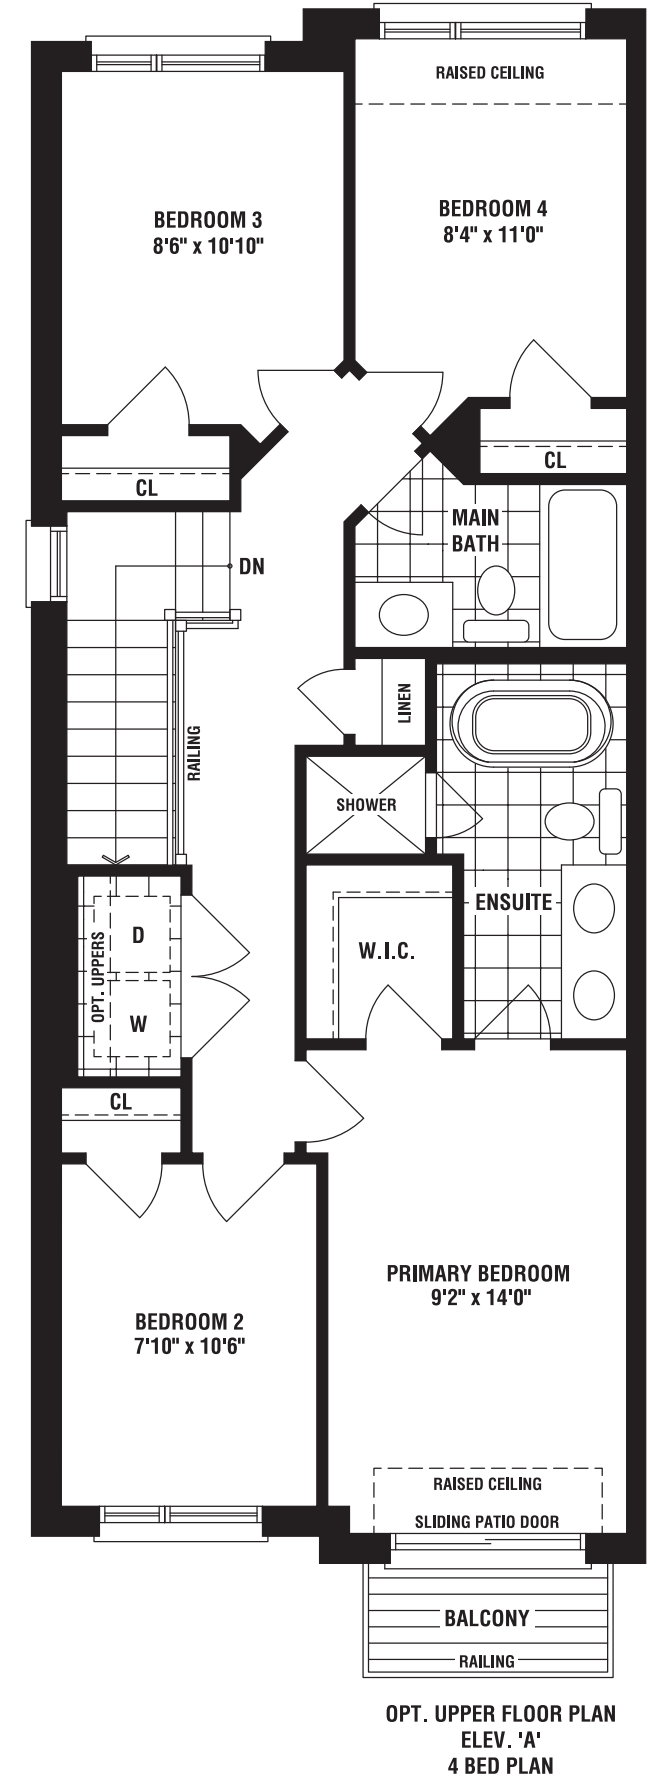 RAISED CEILING
BEDROOM 3
8'6" x 10'10"
BEDROOM 4
8'4" x 11'0"
CL
CL
MAIN
BATH
DN
LINEN
RAILING
SHOWER
ENSUITE
D
W.I.C.
OPT. UPPERS
W
CL
PRIMARY BEDROOM
9'2" x 14'0"
BEDROOM 2
7'10" x 10'6"
RAISED CEILING
SLIDING PATIO DOOR
BALCONY
RAILING
OPT. UPPER FLOOR PLAN
ELEV. 'A'
4 BED PLAN